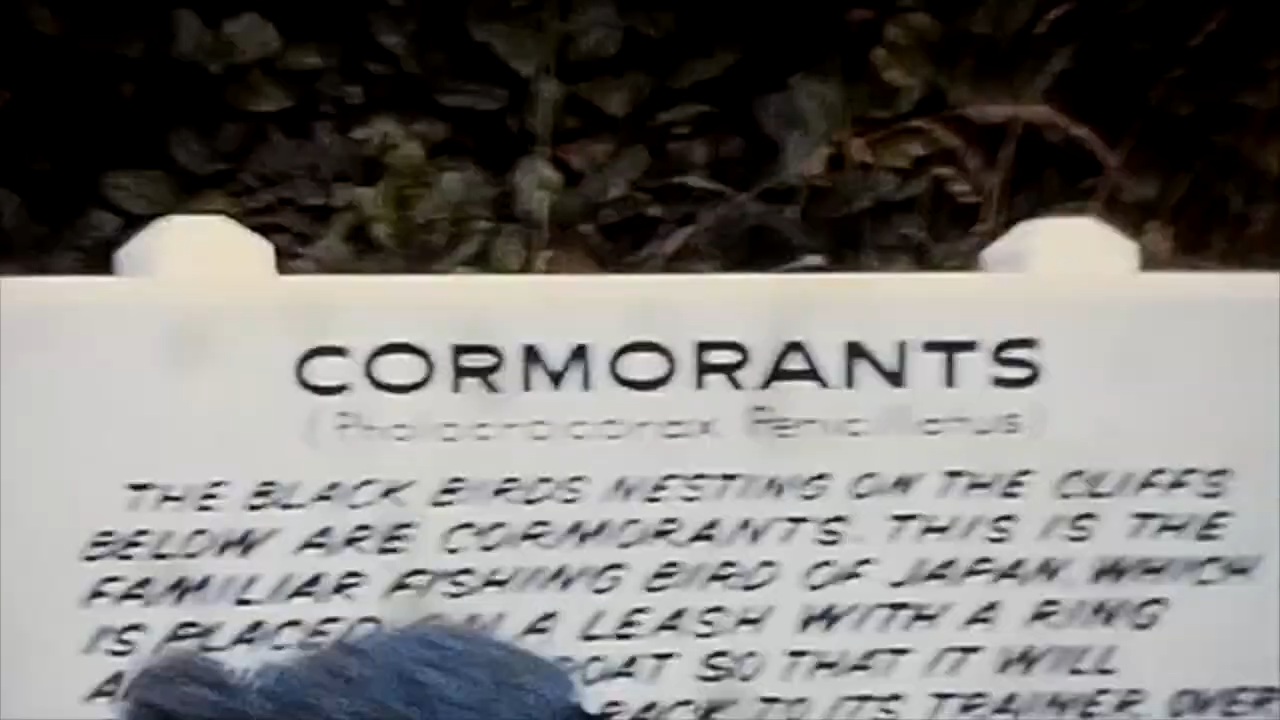 CORMORANTS
(Phalacrocorax Penicillatus)
THE BLACK BIRDS NESTING ON THE CLIFFS
BELOW ARE CORMORANTS. THIS IS THE
FAMILIAR FISHING BIRD OF JAPAN WHICH
IS PLACED ON A LEASH WITH A RING
SO THAT IT WILL
BACK TO ITS TRAINER. OVER